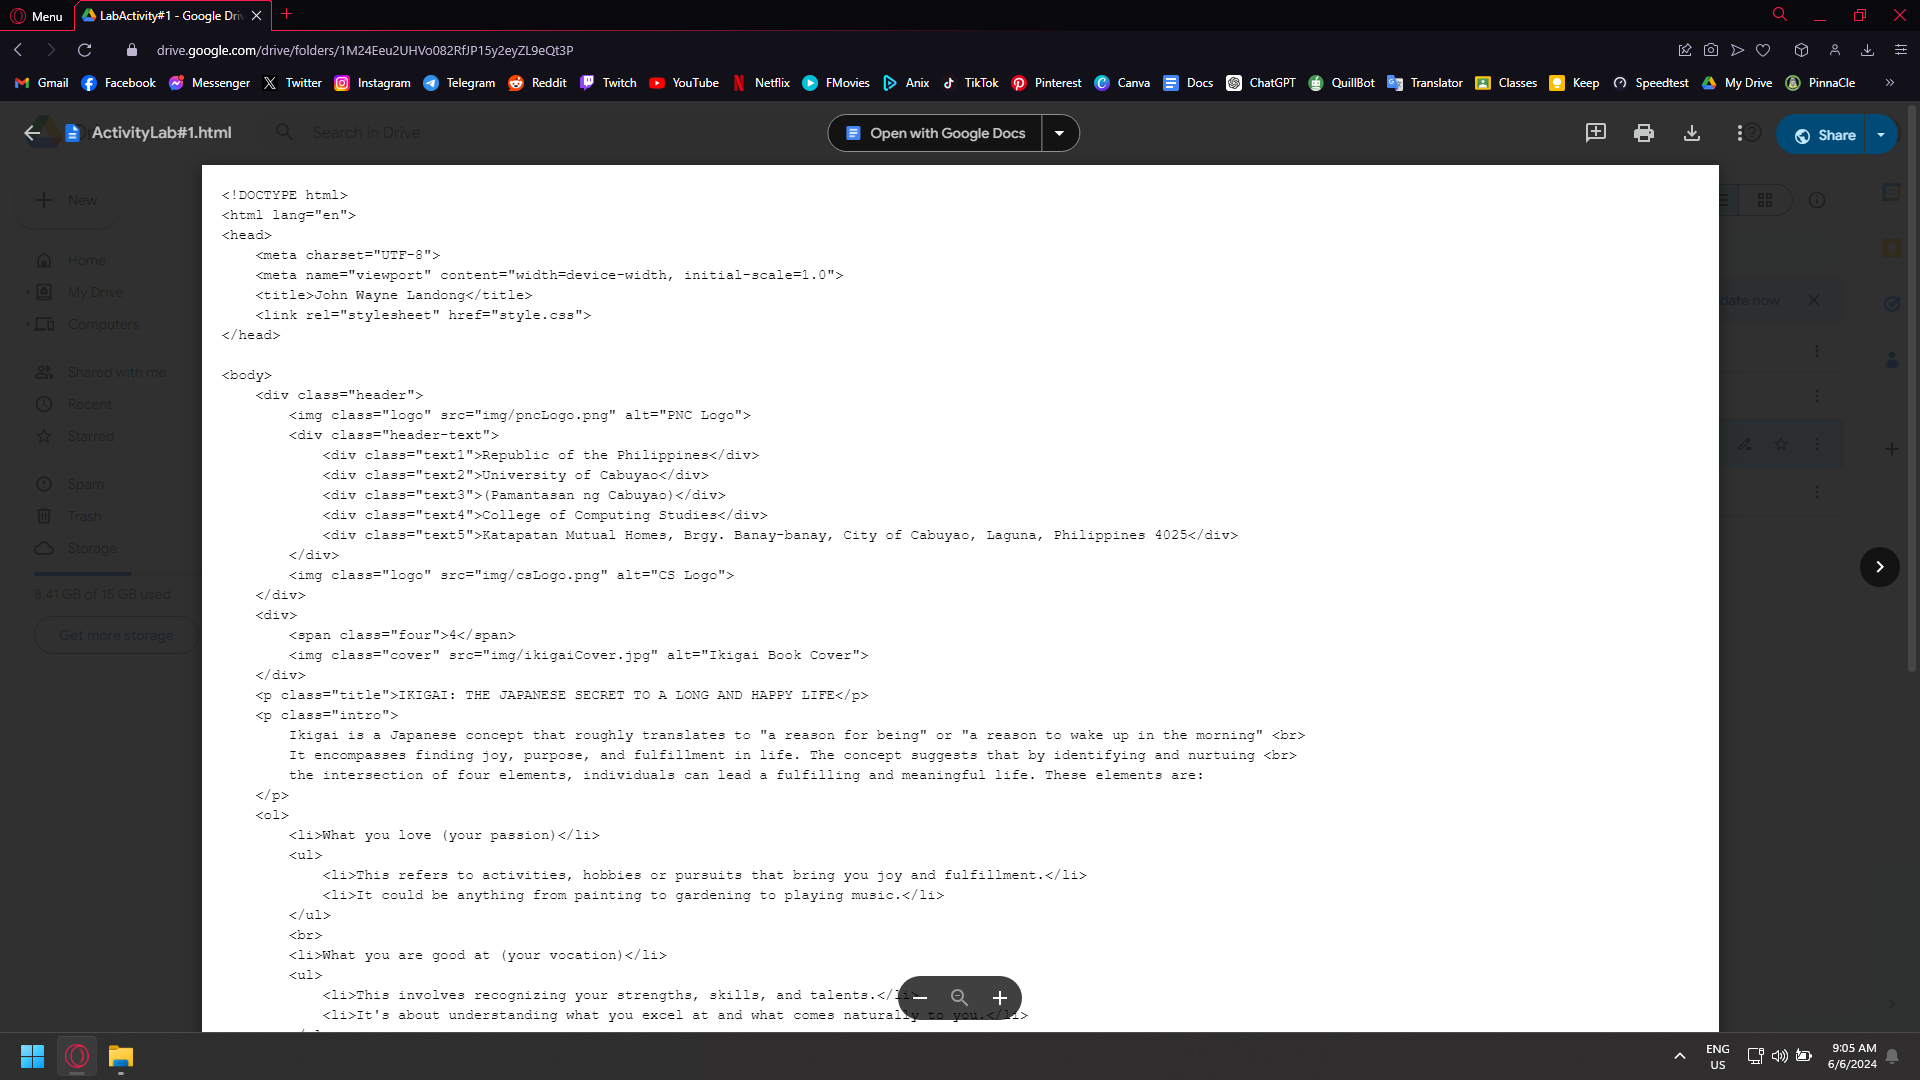 Menu
LabActivity#1 - Google Dri
drive.google.com/drive/folders/1M24Eeu2UHVo082RfJP15y2eyZL9eQt3P
Gmail Facebook Messenger Twitter Instagram Telegram Reddit Twitch YouTube Netflix FMovies Anix TikTok Pinterest Canva Docs ChatGPT QuillBot Translator Classes Keep Speedtest My Drive PinnaCle
ActivityLab#1.html
Search in Drive
Open with Google Docs
Share
New
Home
My Drive
Computers
Shared with me
Recent
Starred
Spam
Trash
Storage
8.41 GB of 15 GB used
Get more storage
date now
<!DOCTYPE html>
<html lang="en">
<head>
<meta charset="UTF-8">
<meta name="viewport" content="width=device-width, initial-scale=1.0">
<title>John Wayne Landong</title>
<link rel="stylesheet" href="style.css">
</head>
<body>
<div class="header">
<img class="logo" src="img/pncLogo.png" alt="PNC Logo">
<div class="header-text">
<div class="text1">Republic of the Philippines</div>
<div class="text2">University of Cabuyao</div>
<div class="text3">(Pamantasan ng Cabuyao)</div>
<div class="text4">College of Computing Studies</div>
<div class="text5">Katapatan Mutual Homes, Brgy. Banay-banay, City of Cabuyao, Laguna, Philippines 4025</div>
</div>
<img class="logo" src="img/csLogo.png" alt="CS Logo">
</div>
<div>
<span class="four">4</span>
<img class="cover" src="img/ikigaiCover.jpg" alt="Ikigai Book Cover">
</div>
<p class="title">IKIGAI: THE JAPANESE SECRET TO A LONG AND HAPPY LIFE</p>
<p class="intro">
Ikigai is a Japanese concept that roughly translates to "a reason for being" or "a reason to wake up in the morning" <br>
It encompasses finding joy, purpose, and fulfillment in life. The concept suggests that by identifying and nurtuing <br>
the intersection of four elements, individuals can lead a fulfilling and meaningful life. These elements are:
</p>
<ol>
<li>What you love (your passion)</li>
<ul>
<li>This refers to activities, hobbies or pursuits that bring you joy and fulfillment.</li>
<li>It could be anything from painting to gardening to playing music.</li>
</ul>
<br>
<li>What you are good at (your vocation)</li>
<ul>
<li>This involves recognizing your strengths, skills, and talents.</li>
<li>It's about understanding what you excel at and what comes naturally to you.</li>
ENG
US
9:05 AM
6/6/2024